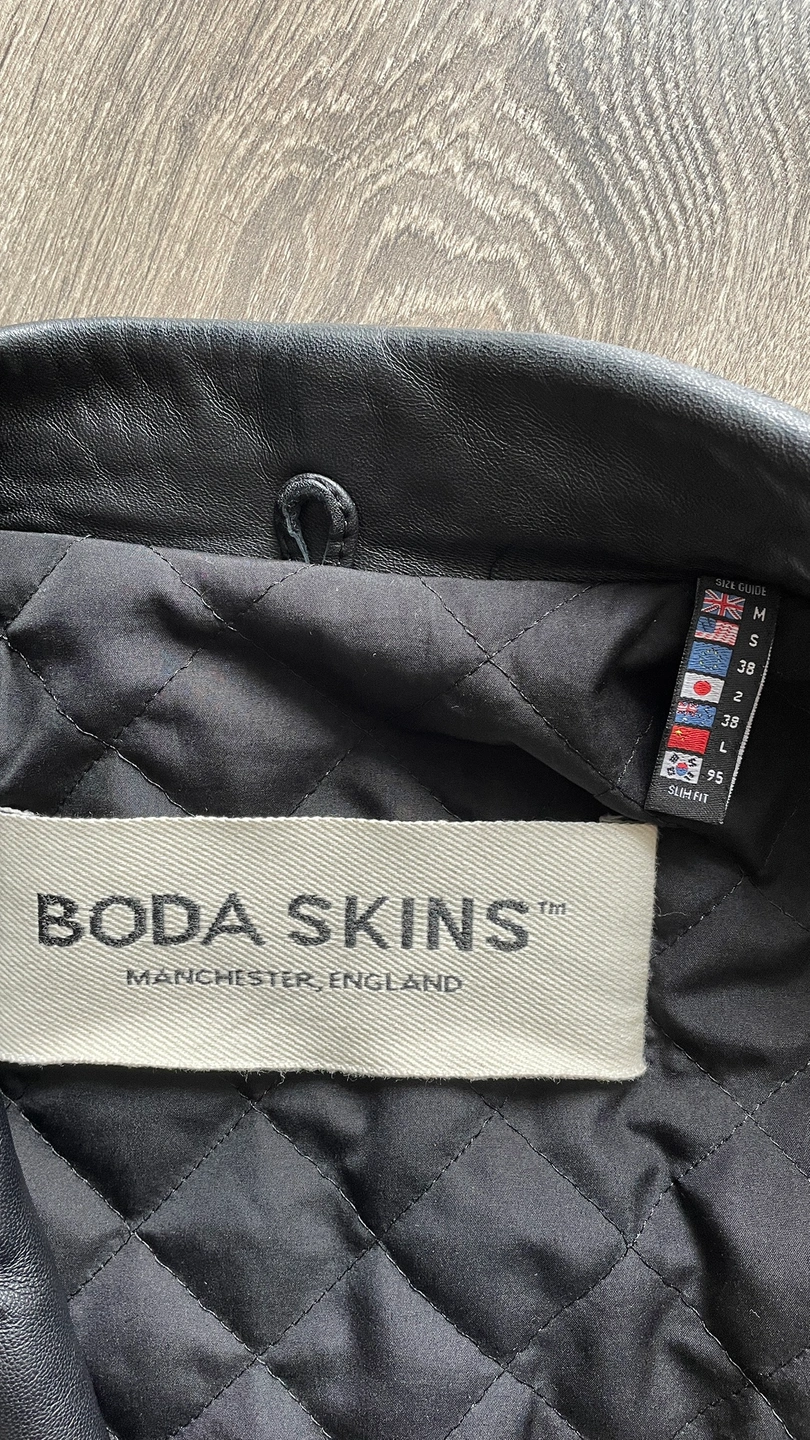 SIZE GUIDE
M
S
38
2
38
L
95
SLIM FIT
BODA SKINS™
MANCHESTER, ENGLAND